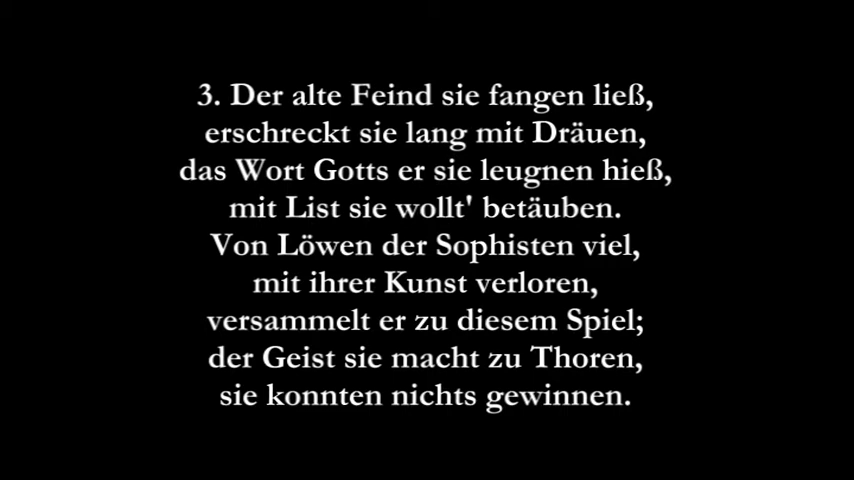 3. Der alte Feind sie fangen ließ,
erschreckt sie lang mit Dräuen,
das Wort Gotts er sie leugnen hieß,
mit List sie wollt' betäuben.
Von Löwen der Sophisten viel,
mit ihrer Kunst verloren,
versammelt er zu diesem Spiel;
der Geist sie macht zu Thoren,
sie konnten nichts gewinnen.